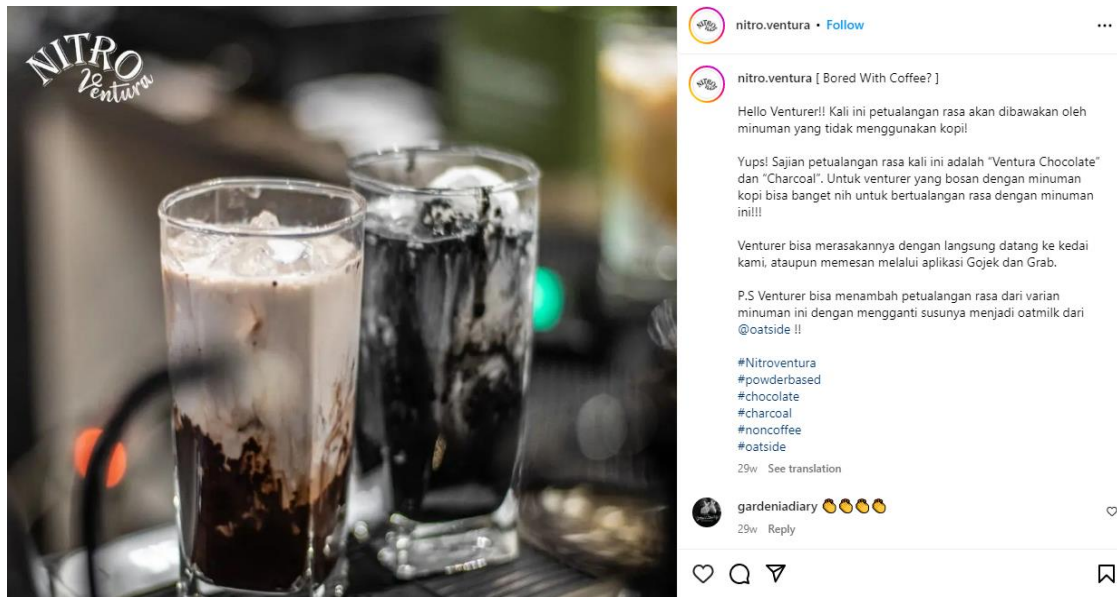 NITRO
Ventura
nitro.ventura • Follow
nitro.ventura [ Bored With Coffee? ]
Hello Venturer!! Kali ini petualangan rasa akan dibawakan oleh
minuman yang tidak menggunakan kopi!
Yups! Sajian petualangan rasa kali ini adalah “Ventura Chocolate”
dan “Charcoal”. Untuk venturer yang bosan dengan minuman
kopi bisa banget nih untuk bertualangan rasa dengan minuman
ini!!!
Venturer bisa merasakannya dengan langsung datang ke kedai
kami, ataupun memesan melalui aplikasi Gojek dan Grab.
P.S Venturer bisa menambah petualangan rasa dari varian
minuman ini dengan mengganti susunya menjadi oatmilk dari
@oatside !!
#Nitroventura
#powderbased
#chocolate
#charcoal
#noncoffee
#oatside
29w See translation
gardeniadiary 👏👏👏👏
29w Reply